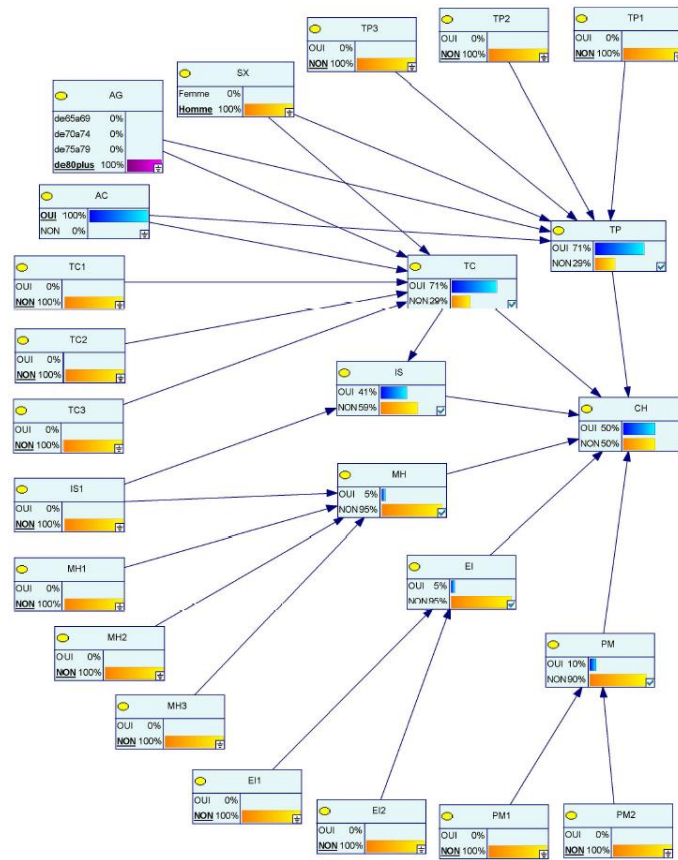 TP3
OUI 0%
NON 100%
TP2
OUI 0%
NON 100%
TP1
OUI 0%
NON 100%
SX
Femme 0%
Homme 100%
AG
de65a69 0%
de70a74 0%
de75a79 0%
de80plus 100%
AC
OUI 100%
NON 0%
TP
OUI 71%
NON 29%
TC1
OUI 0%
NON 100%
TC
OUI 71%
NON 29%
TC2
OUI 0%
NON 100%
IS
OUI 41%
NON 59%
TC3
OUI 0%
NON 100%
CH
OUI 50%
NON 50%
IS1
OUI 0%
NON 100%
MH
OUI 5%
NON 95%
MH1
OUI 0%
NON 100%
EI
OUI 5%
NON 95%
MH2
OUI 0%
NON 100%
PM
OUI 10%
NON 90%
MH3
OUI 0%
NON 100%
EI1
OUI 0%
NON 100%
EI2
OUI 0%
NON 100%
PM1
OUI 0%
NON 100%
PM2
OUI 0%
NON 100%